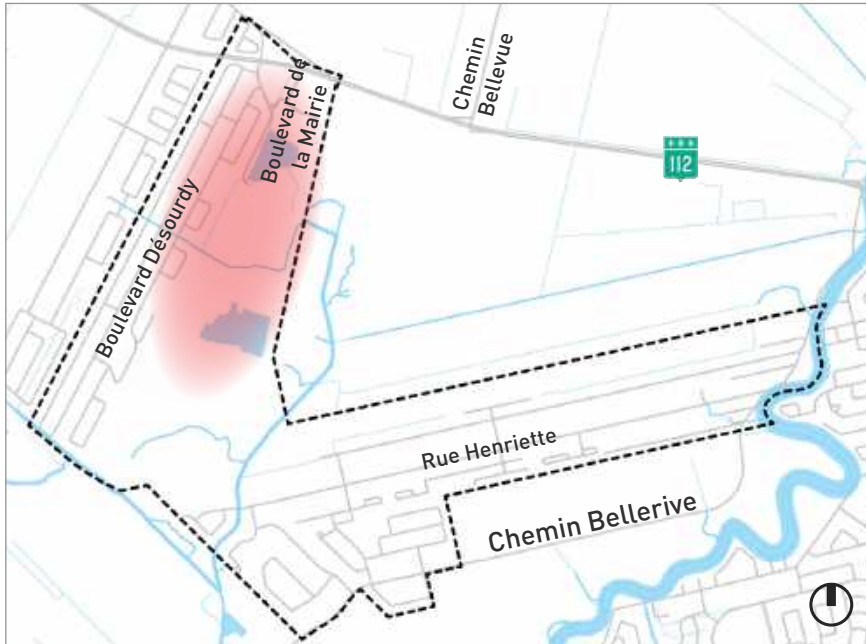 Chemin
Bellevue
Boulevard de
la Mairie
112
Boulevard Désourdy
Rue Henriette
Chemin Bellerive